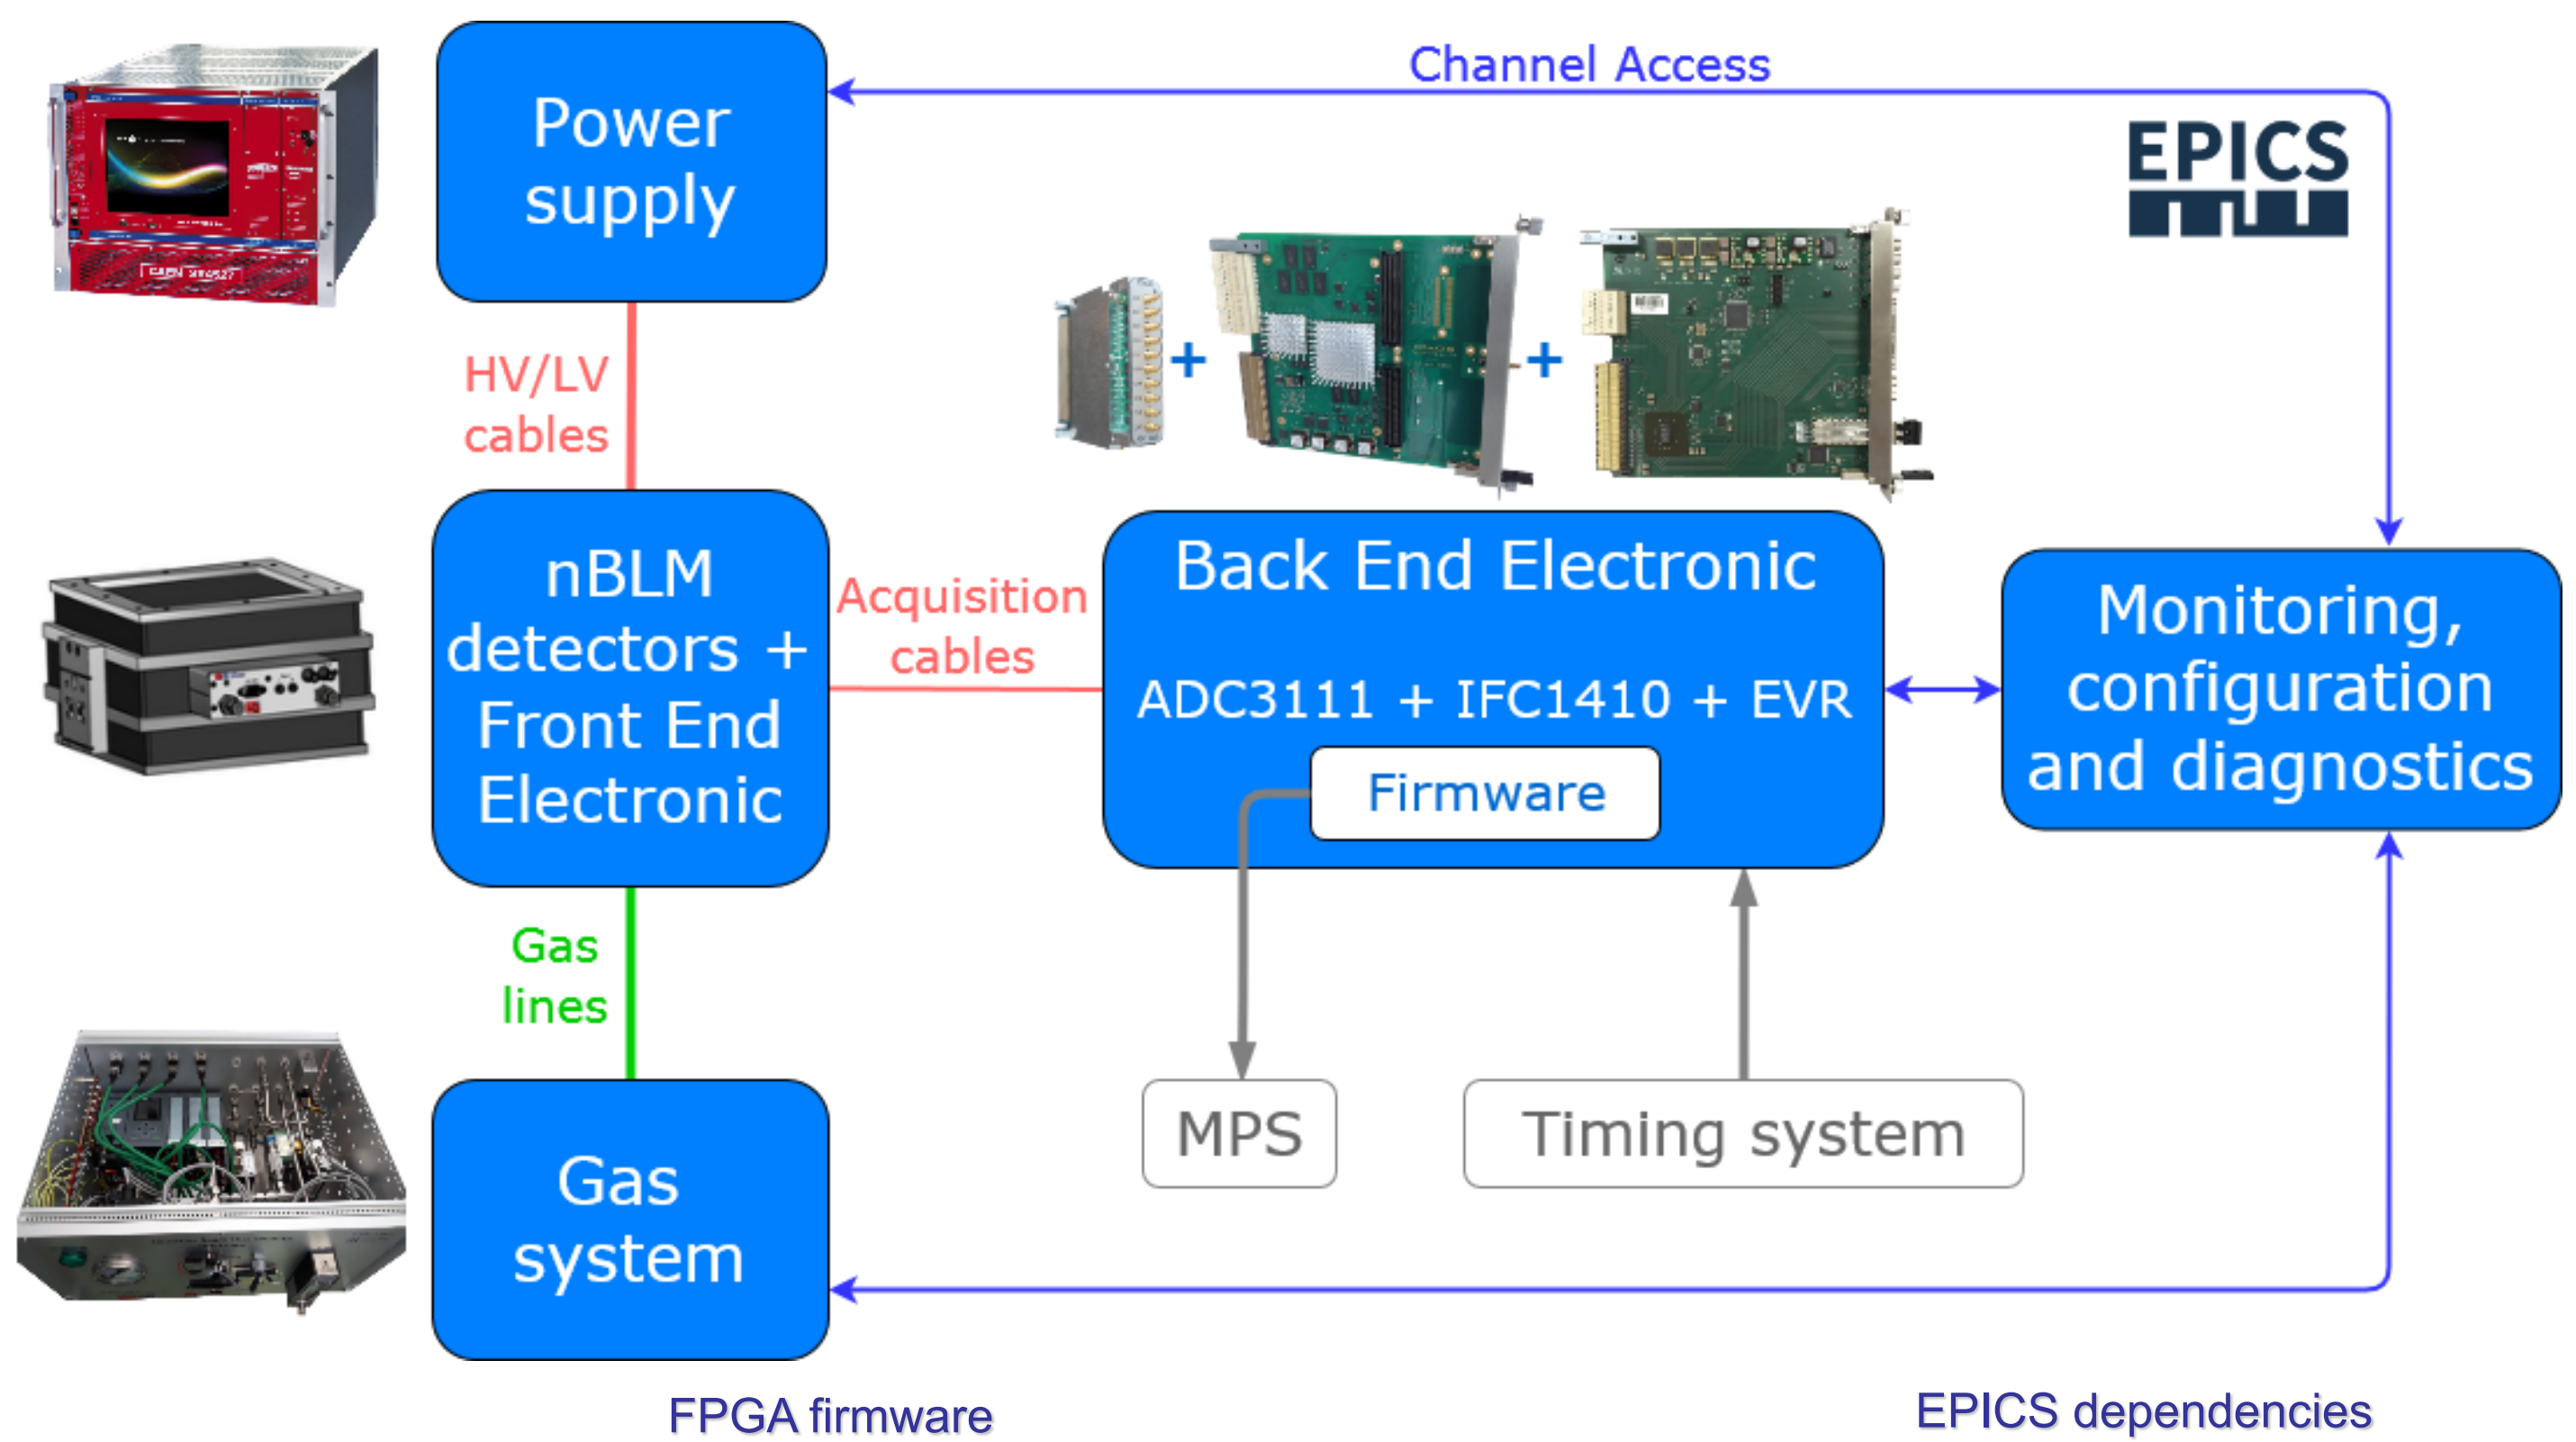 Power
supply
Channel Access
EPICS
CAEN
HV/LV
cables
+
+
nBLM
detectors +
Front End
Electronic
Acquisition
cables
Back End Electronic
ADC3111 + IFC1410 + EVR
Firmware
Monitoring,
configuration
and diagnostics
Gas
lines
Gas
system
MPS
Timing system
FPGA firmware
EPICS dependencies